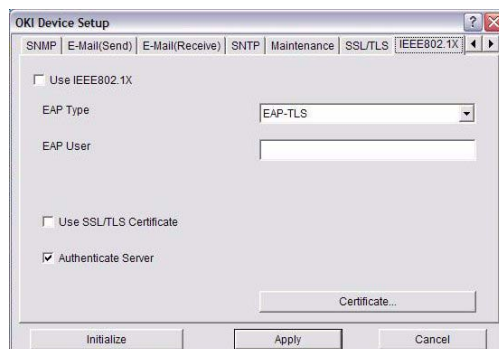 OKI Device Setup
SNMP E-Mail(Send) E-Mail(Receive) SNTP Maintenance SSL/TLS IEEE802.1X
Use IEEE802.1X
EAP Type EAP-TLS
EAP User
Use SSL/TLS Certificate
Authenticate Server
Certificate...
Initialize Apply Cancel